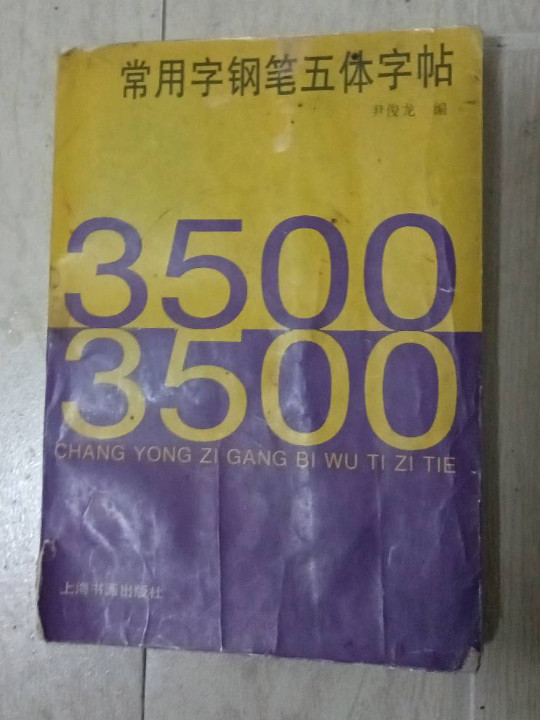 常用字钢笔五体字帖
尹俊龙 编
3500
3500
CHANG YONG ZI GANG BI WU TI ZI TIE
上海书画出版社